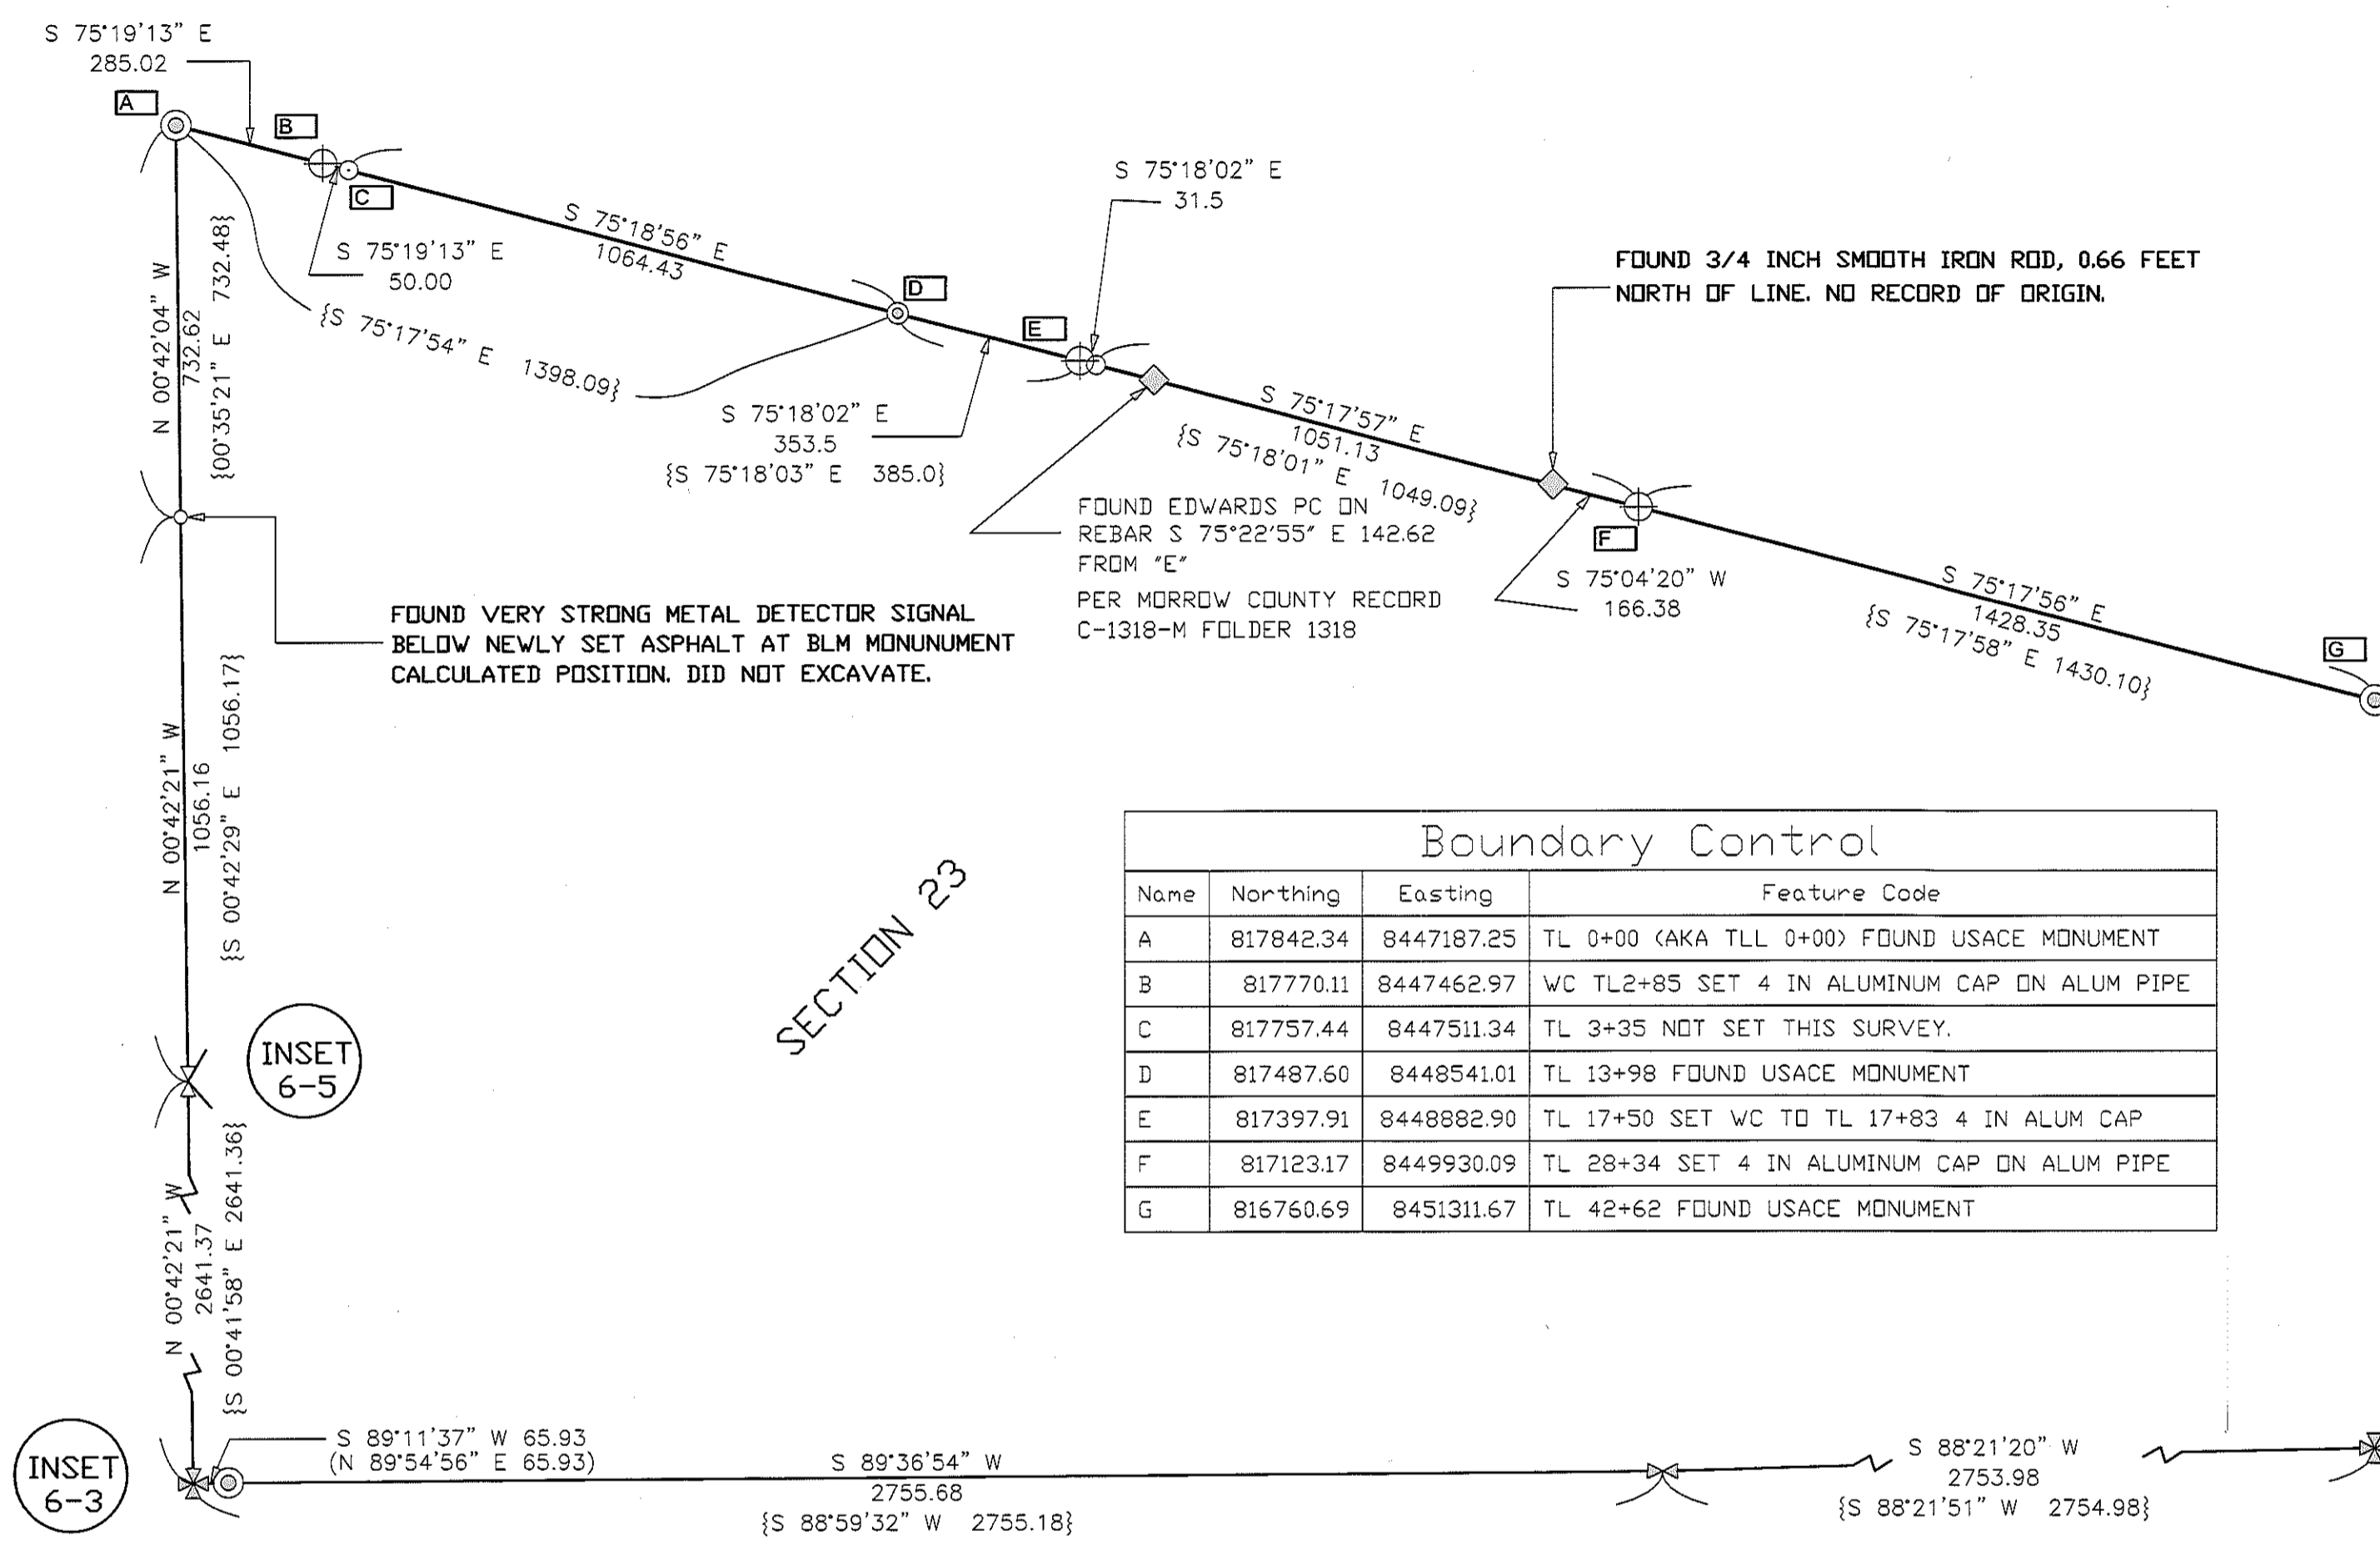 S 75°19'13" E
285.02
A
B
C
S 75°19'13" E
50.00
S 75°18'56" E
1064.43
{S 75°17'54" E 1398.09}
D
E
S 75°18'02" E
31.5
S 75°18'02" E
353.5
{S 75°18'03" E 385.0}
FOUND 3/4 INCH SMOOTH IRON ROD, 0.66 FEET
NORTH OF LINE. NO RECORD OF ORIGIN.
S 75°17'57" E
1051.13
{S 75°18'01" E 1049.09}
FOUND EDWARDS PC ON
REBAR S 75°22'55" E 142.62
FROM "E"
PER MORROW COUNTY RECORD
C-1318-M FOLDER 1318
F
S 75°04'20" W
166.38
S 75°17'56" E
1428.35
{S 75°17'58" E 1430.10}
G
N 00°42'04" W
732.62
{00°35'21" E 732.48}
FOUND VERY STRONG METAL DETECTOR SIGNAL
BELOW NEWLY SET ASPHALT AT BLM MONUNUMENT
CALCULATED POSITION. DID NOT EXCAVATE.
N 00°42'21" W
1056.16
{S 00°42'29" E 1056.17}
INSET
6-5
SECTION 23
Boundary Control
Name Northing Easting Feature Code
A 817842.34 8447187.25 TL 0+00 (AKA TLL 0+00) FOUND USACE MONUMENT
B 817770.11 8447462.97 WC TL2+85 SET 4 IN ALUMINUM CAP ON ALUM PIPE
C 817757.44 8447511.34 TL 3+35 NOT SET THIS SURVEY.
D 817487.60 8448541.01 TL 13+98 FOUND USACE MONUMENT
E 817397.91 8448882.90 TL 17+50 SET WC TO TL 17+83 4 IN ALUM CAP
F 817123.17 8449930.09 TL 28+34 SET 4 IN ALUMINUM CAP ON ALUM PIPE
G 816760.69 8451311.67 TL 42+62 FOUND USACE MONUMENT
N 00°42'21" W
2641.37
{S 00°41'58" E 2641.36}
INSET
6-3
S 89°11'37" W 65.93
(N 89°54'56" E 65.93)
S 89°36'54" W
2755.68
{S 88°59'32" W 2755.18}
S 88°21'20" W
2753.98
{S 88°21'51" W 2754.98}